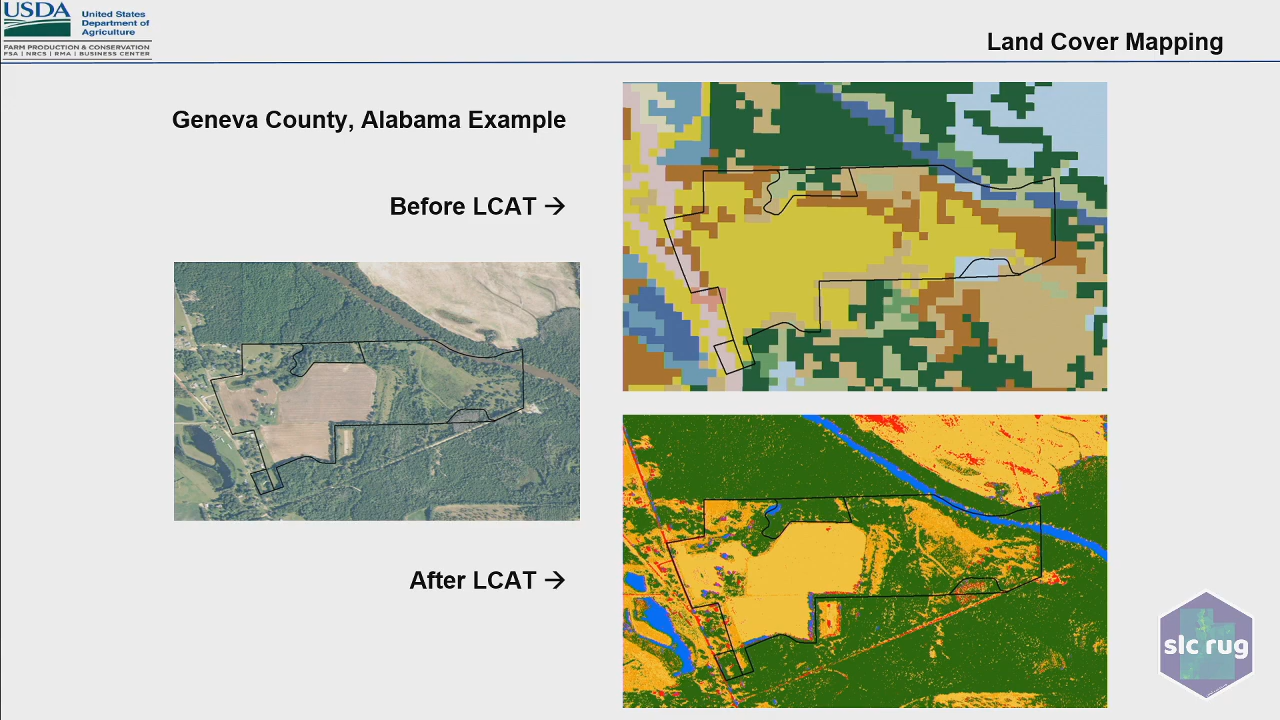 USDA
United States
Department of
Agriculture
FARM PRODUCTION & CONSERVATION
FSA | NRCS | RMA | BUSINESS CENTER
Land Cover Mapping
Geneva County, Alabama Example
Before LCAT →
After LCAT →
slc rug